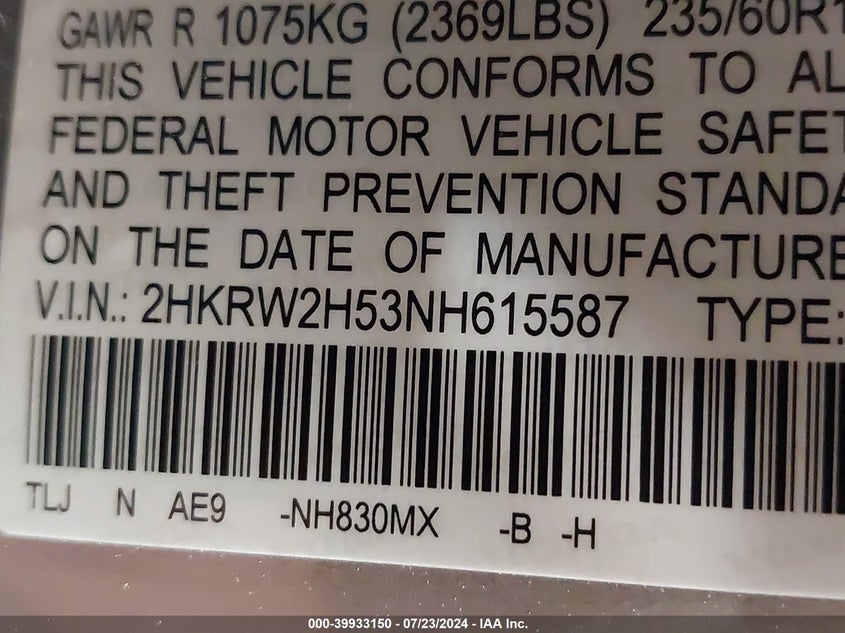 GAWR R 1075KG (2369LBS) 235/60R1
THIS VEHICLE CONFORMS TO AL
FEDERAL MOTOR VEHICLE SAFET
AND THEFT PREVENTION STANDA
ON THE DATE OF MANUFACTURE
V.I.N.: 2HKRW2H53NH615587 TYPE:
TLJ N AE9 -NH830MX -B -H
000-39933150 - 07/23/2024 - IAA Inc.